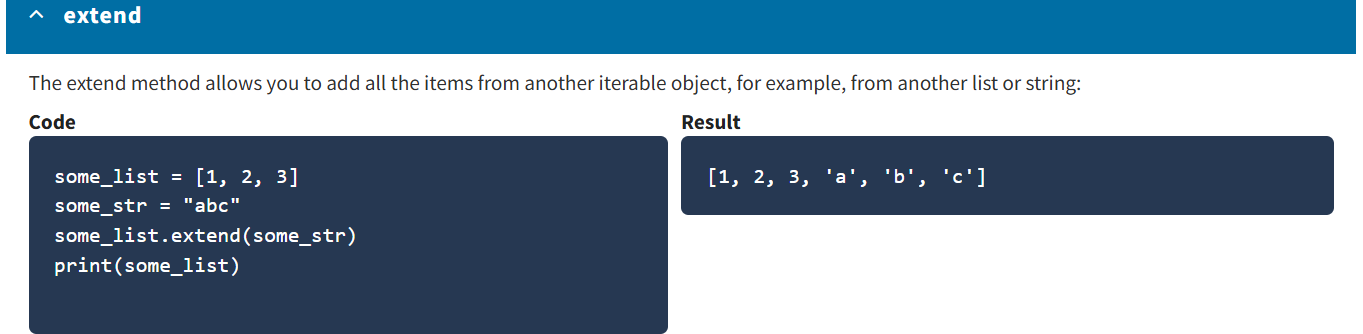 extend
The extend method allows you to add all the items from another iterable object, for example, from another list or string:
Code
some_list = [1, 2, 3]
some_str = "abc"
some_list.extend(some_str)
print(some_list)
Result
[1, 2, 3, 'a', 'b', 'c']